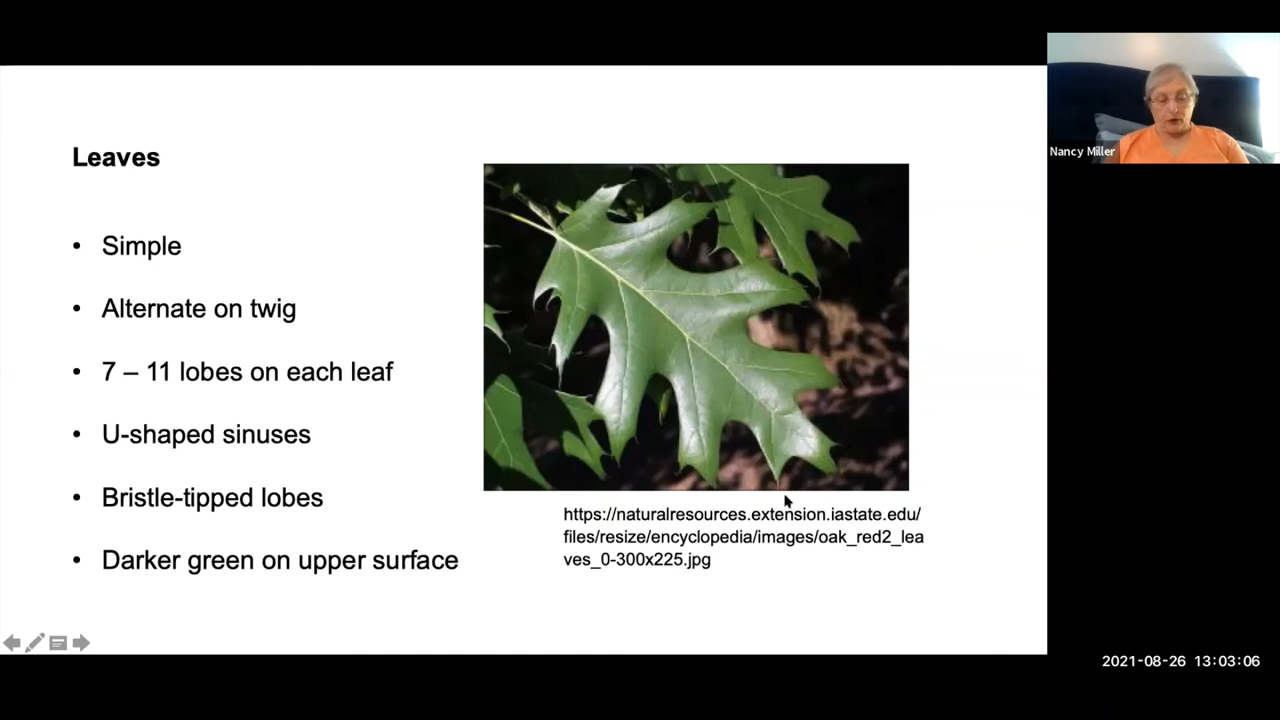 Leaves
• Simple
• Alternate on twig
• 7 – 11 lobes on each leaf
• U-shaped sinuses
• Bristle-tipped lobes
• Darker green on upper surface
https://naturalresources.extension.iastate.edu/
files/resize/encyclopedia/images/oak_red2_lea
ves_0-300x225.jpg
Nancy Miller
2021-08-26 13:03:06